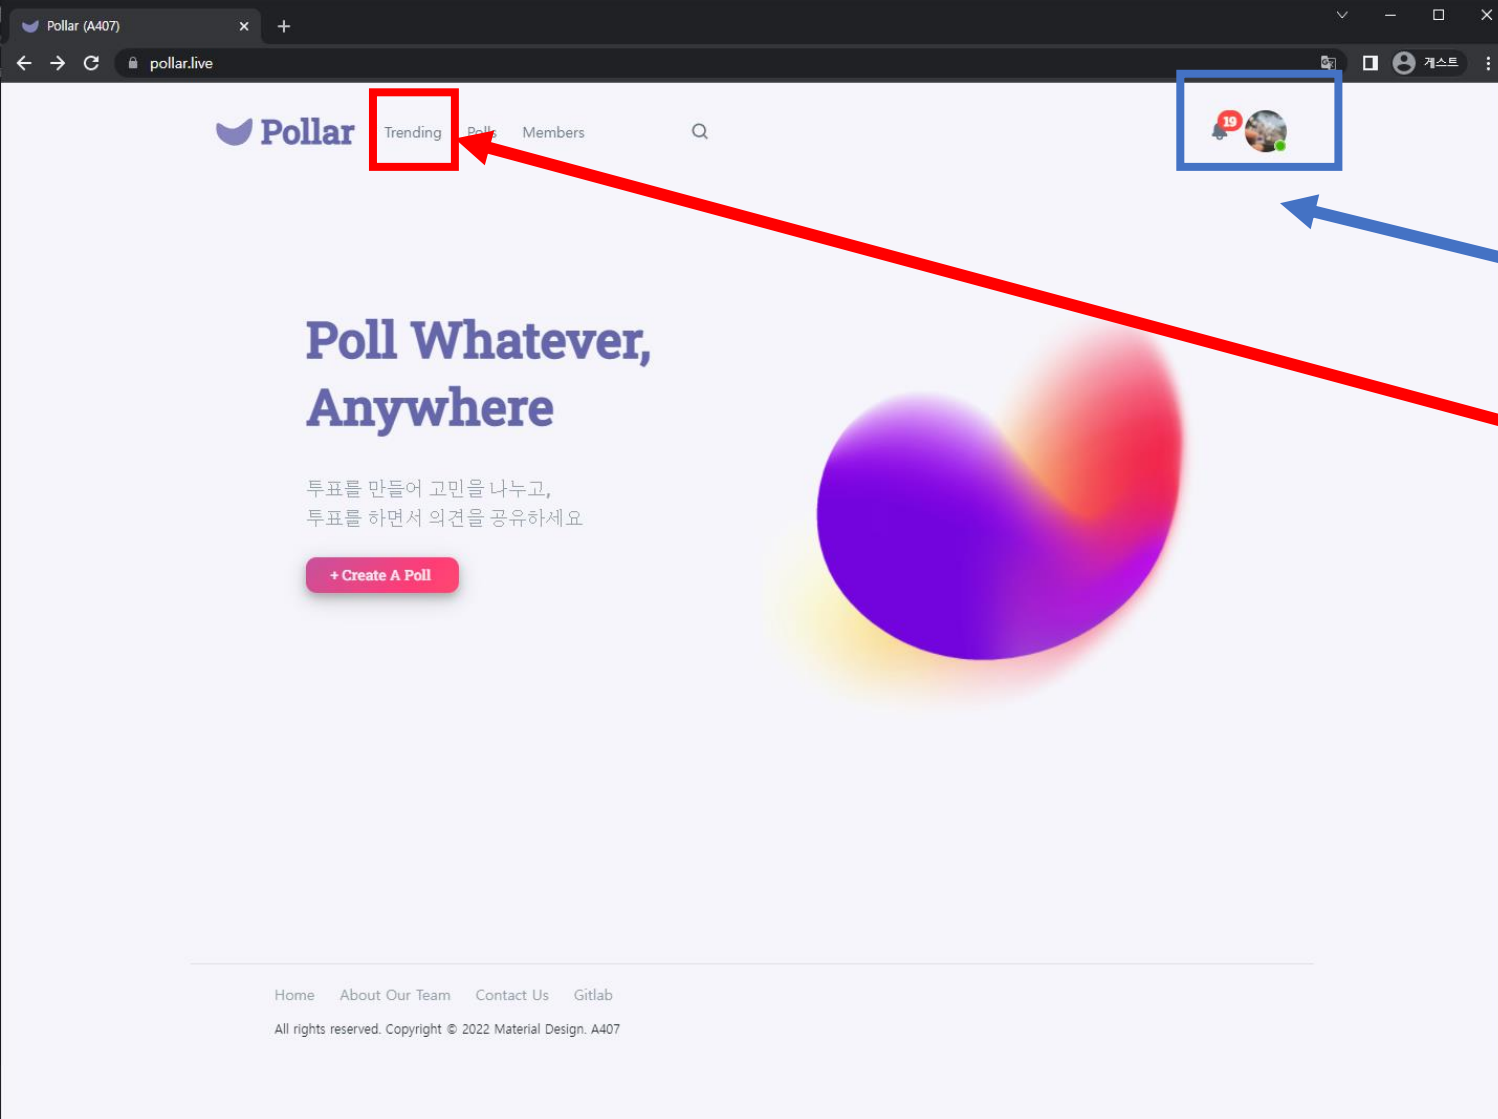 Pollar (A407)
pollar.live
게스트
Pollar Trending Polls Members
19
Poll Whatever,
Anywhere
투표를 만들어 고민을 나누고,
투표를 하면서 의견을 공유하세요
+ Create A Poll
Home About Our Team Contact Us Gitlab
All rights reserved. Copyright © 2022 Material Design. A407